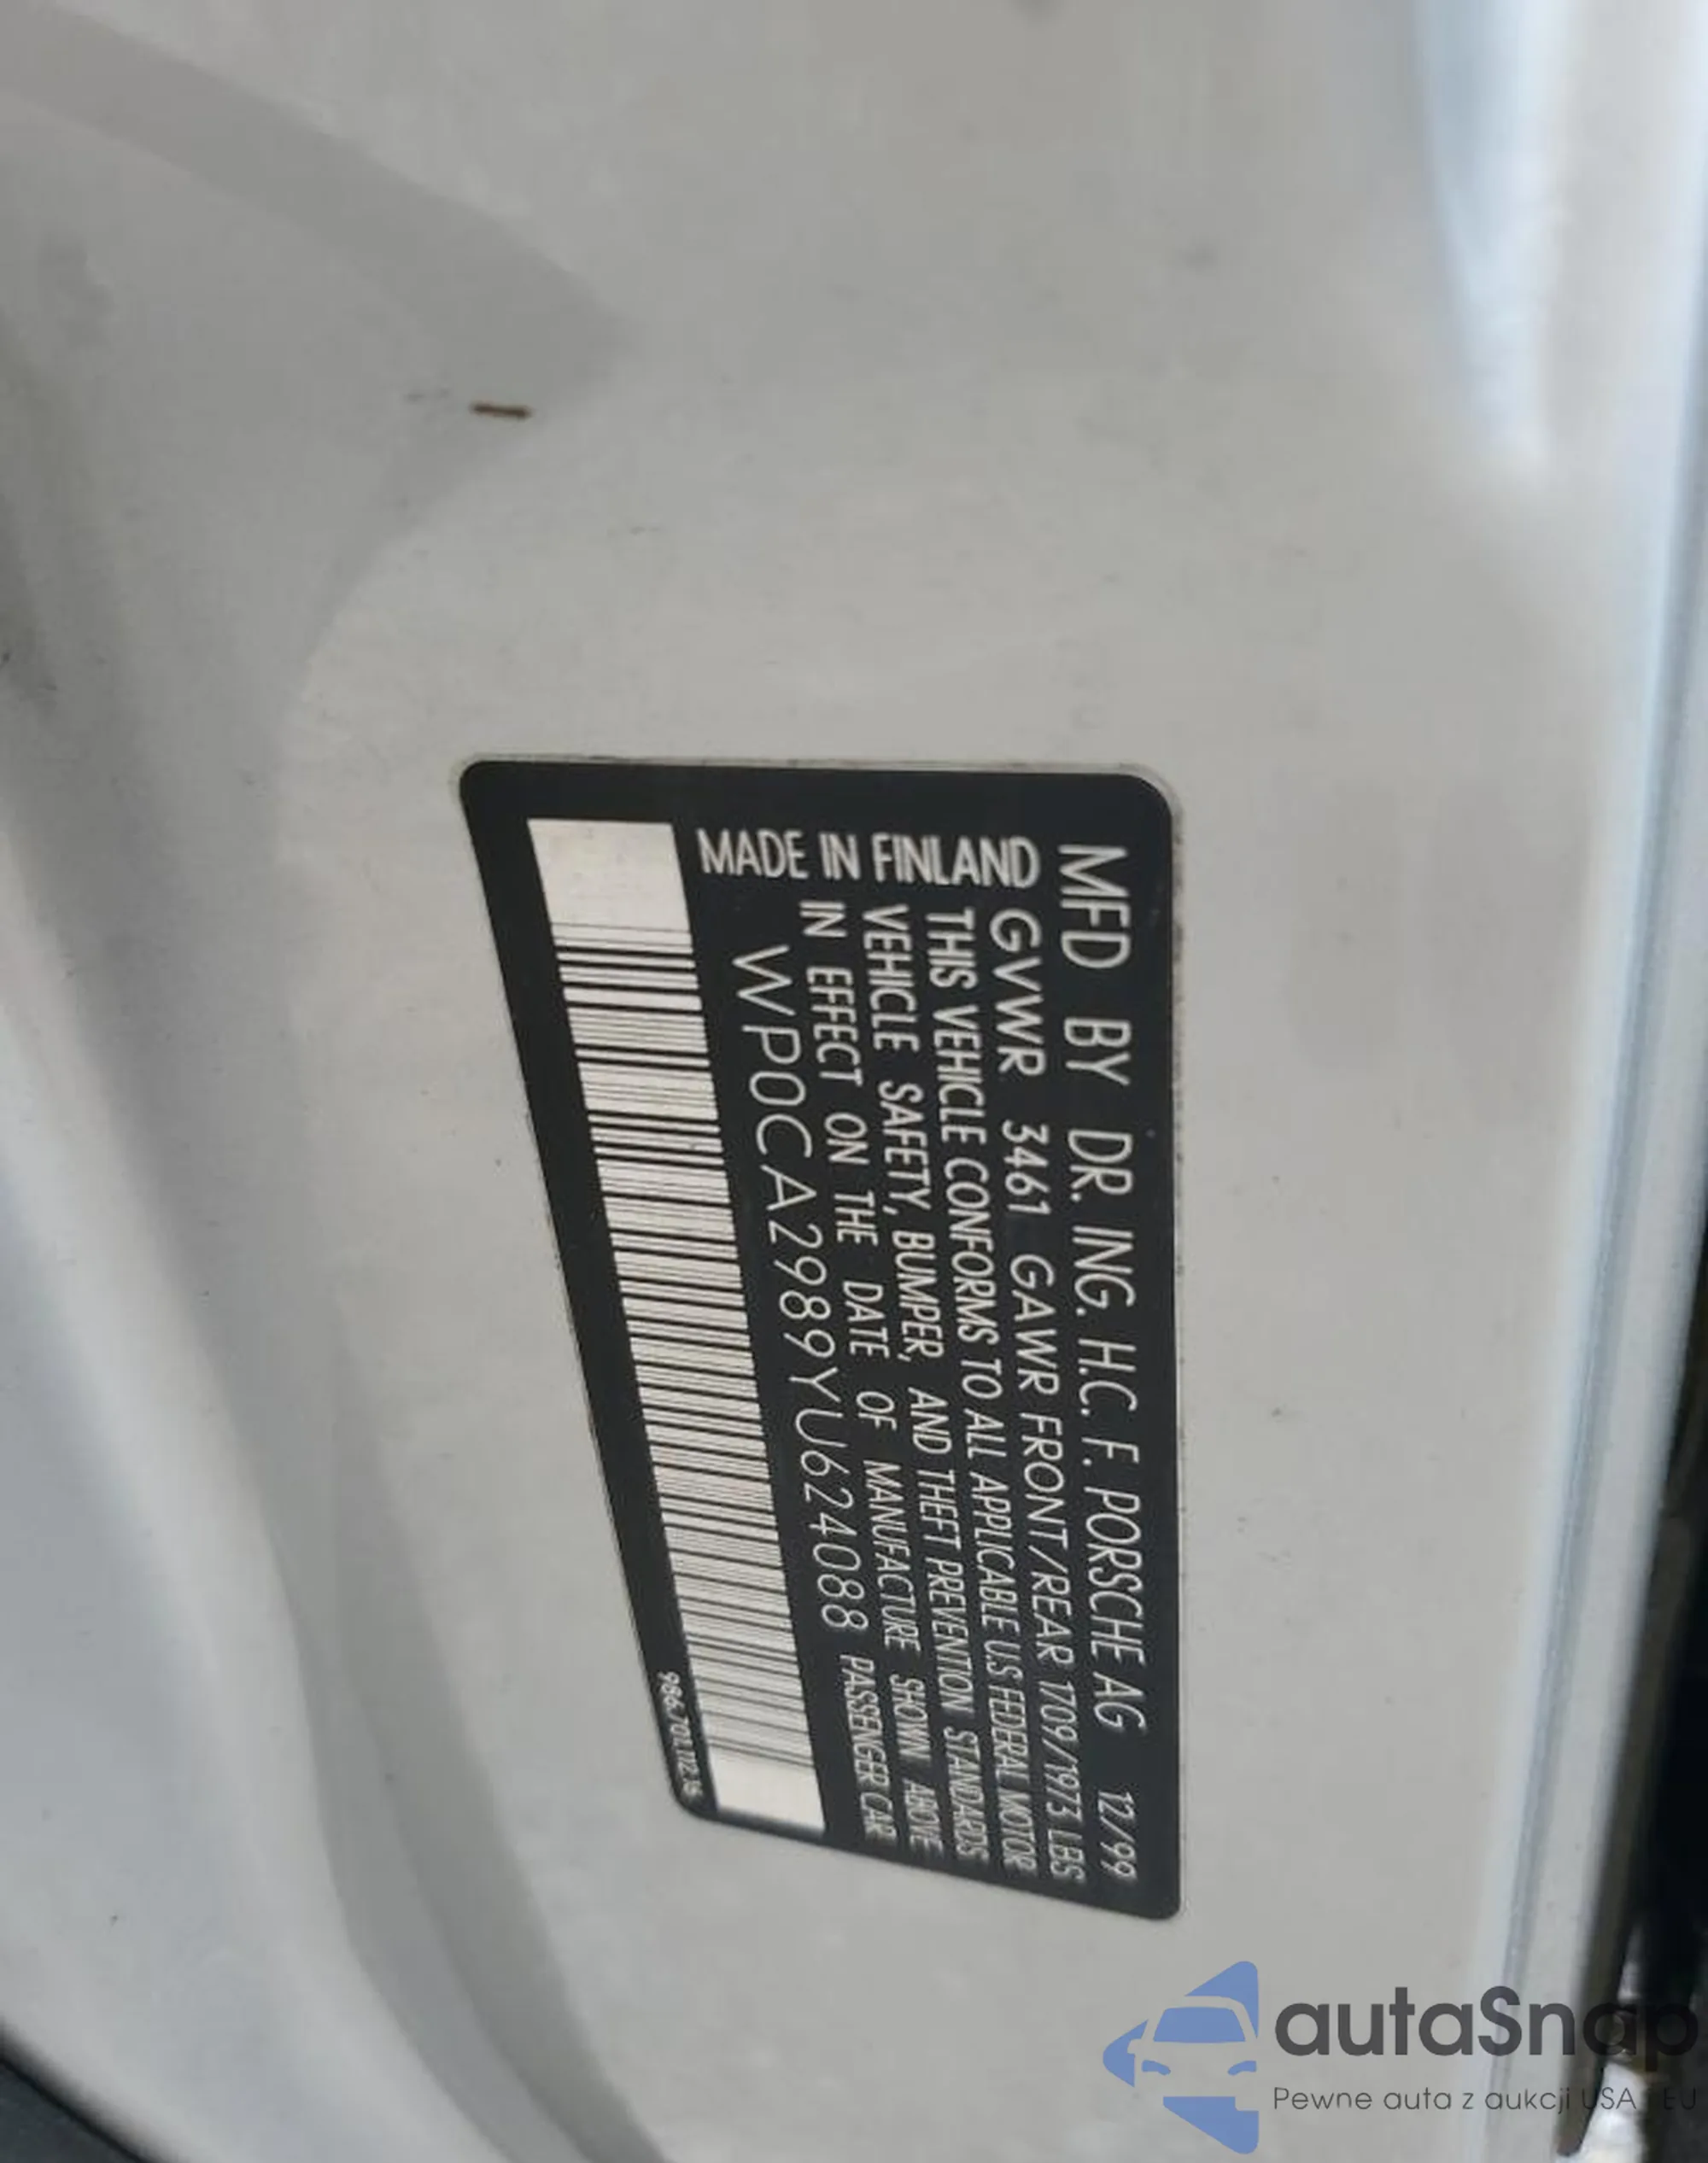 MFD BY DR. ING. H.C. F. PORSCHE AG 12/99
GVWR 3461 GAWR FRONT/REAR 1709/1973 LBS
THIS VEHICLE CONFORMS TO ALL APPLICABLE U.S FEDERAL MOTOR
VEHICLE SAFETY, BUMPER, AND THEFT PREVENTION STANDARDS
IN EFFECT ON THE DATE OF MANUFACTURE SHOWN ABOVE
MADE IN FINLAND
WP0CA2989YU624088 PASSENGER CAR
autaSnap
Pewne auta z aukcji USA EU